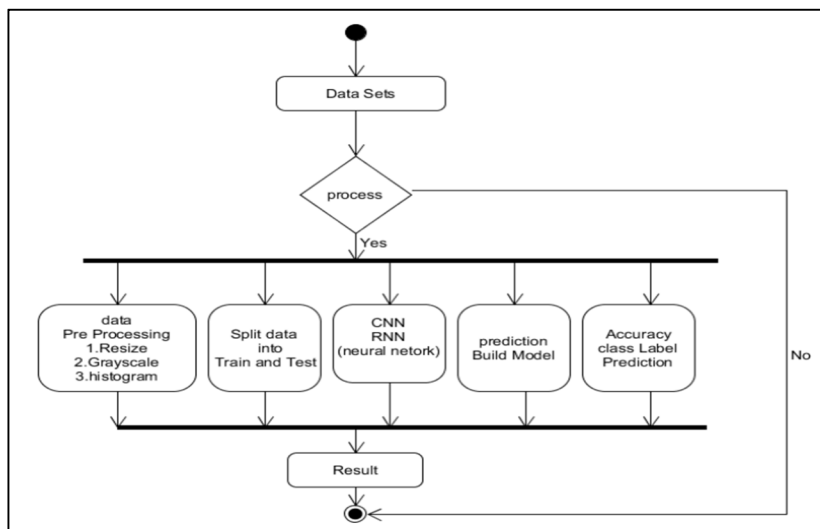 Data Sets
process
Yes
data
Pre Processing
1.Resize
2.Grayscale
3.histogram
Split data
into
Train and Test
CNN
RNN
(neural netork)
prediction
Build Model
Accuracy
class Label
Prediction
No
Result